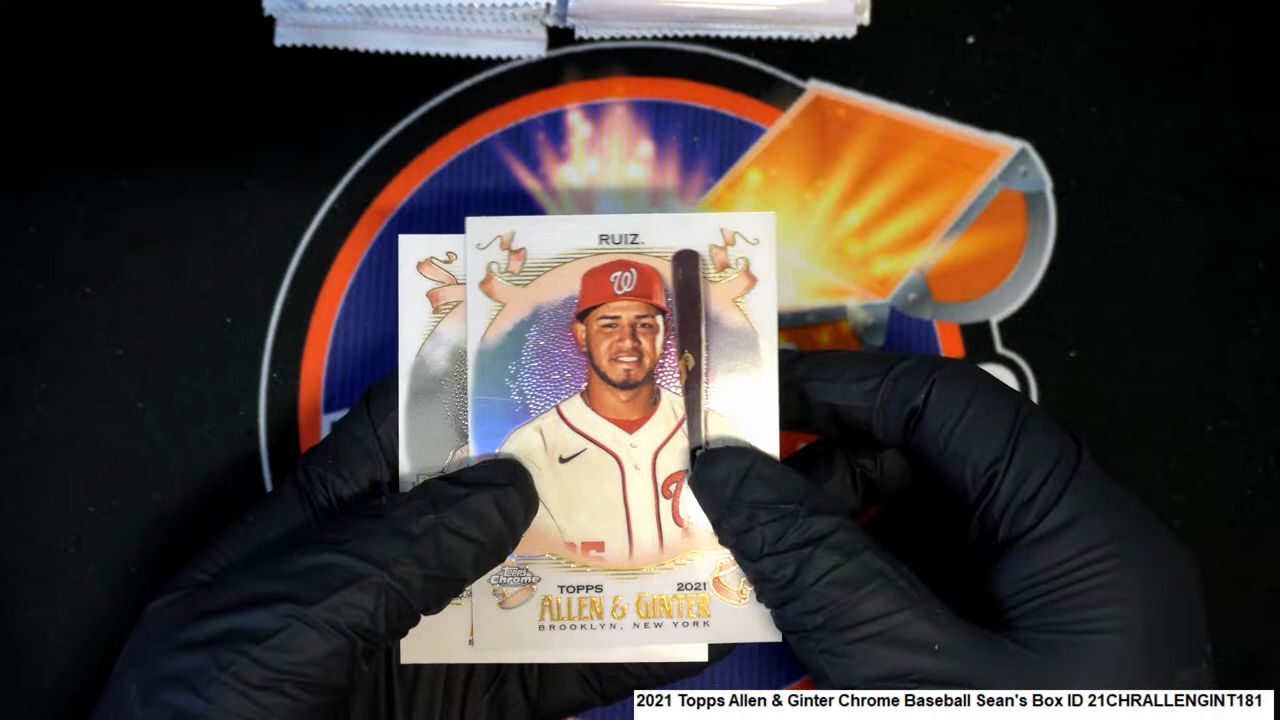 RUIZ.
W
Topps
Chrome
TOPPS 2021
ALLEN & GINTER
BROOKLYN, NEW YORK
2021 Topps Allen & Ginter Chrome Baseball Sean's Box ID 21CHRALLENGINT181